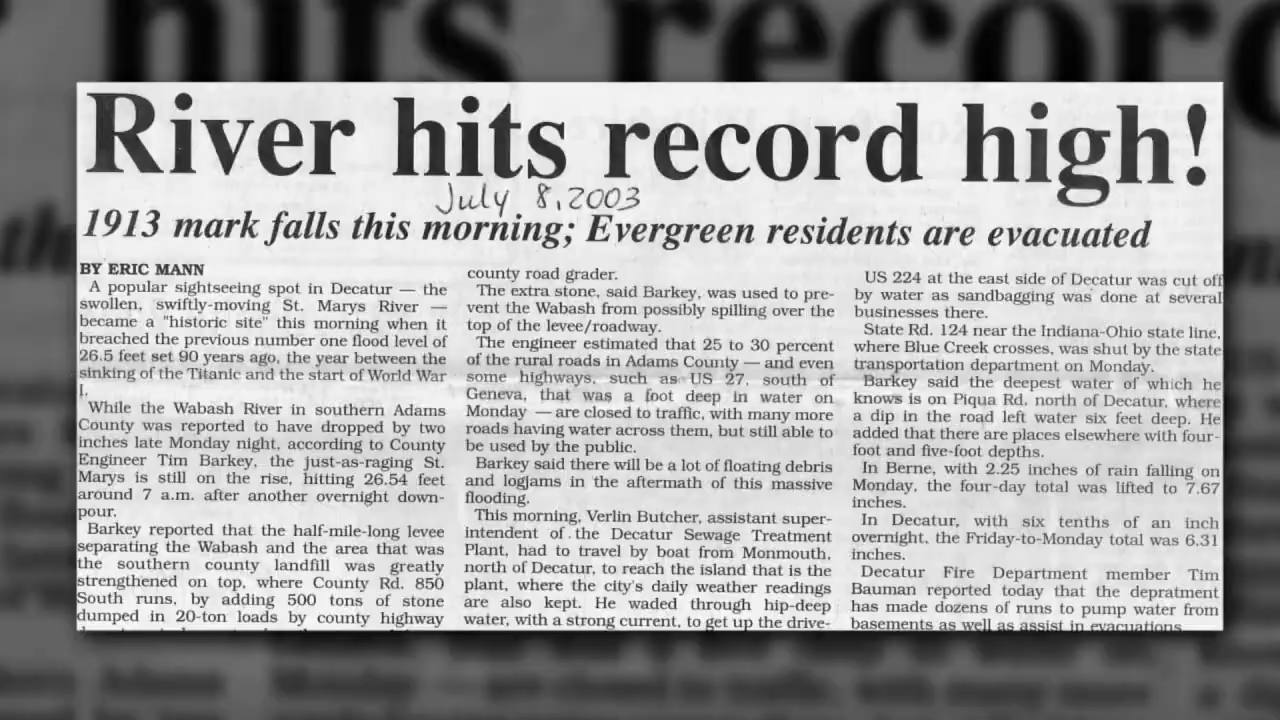 River hits record high!
July 8, 2003
1913 mark falls this morning; Evergreen residents are evacuated
BY ERIC MANN
A popular sightseeing spot in Decatur — the
swollen, swiftly-moving St. Marys River —
became a "historic site" this morning when it
breached the previous number one flood level of
26.5 feet set 90 years ago, the year between the
sinking of the Titanic and the start of World War
I.
While the Wabash River in southern Adams
County was reported to have dropped by two
inches late Monday night, according to County
Engineer Tim Barkey, the just-as-raging St.
Marys is still on the rise, hitting 26.54 feet
around 7 a.m. after another overnight down-
pour.
Barkey reported that the half-mile-long levee
separating the Wabash and the area that was
the southern county landfill was greatly
strengthened on top, where County Rd. 850
South runs, by adding 500 tons of stone
dumped in 20-ton loads by county highway
county road grader.
The extra stone, said Barkey, was used to pre-
vent the Wabash from possibly spilling over the
top of the levee/roadway.
The engineer estimated that 25 to 30 percent
of the rural roads in Adams County — and even
some highways, such as US 27, south of
Geneva, that was a foot deep in water on
Monday — are closed to traffic, with many more
roads having water across them, but still able to
be used by the public.
Barkey said there will be a lot of floating debris
and logjams in the aftermath of this massive
flooding.
This morning, Verlin Butcher, assistant super-
intendent of the Decatur Sewage Treatment
Plant, had to travel by boat from Monmouth,
north of Decatur, to reach the island that is the
plant, where the city's daily weather readings
are also kept. He waded through hip-deep
water, with a strong current, to get up the drive-
US 224 at the east side of Decatur was cut off
by water as sandbagging was done at several
businesses there.
State Rd. 124 near the Indiana-Ohio state line,
where Blue Creek crosses, was shut by the state
transportation department on Monday.
Barkey said the deepest water of which he
knows is on Piqua Rd. north of Decatur, where
a dip in the road left water six feet deep. He
added that there are places elsewhere with four-
foot and five-foot depths.
In Berne, with 2.25 inches of rain falling on
Monday, the four-day total was lifted to 7.67
inches.
In Decatur, with six tenths of an inch
overnight, the Friday-to-Monday total was 6.31
inches.
Decatur Fire Department member Tim
Bauman reported today that the depratment
has made dozens of runs to pump water from
basements as well as assist in evacuations